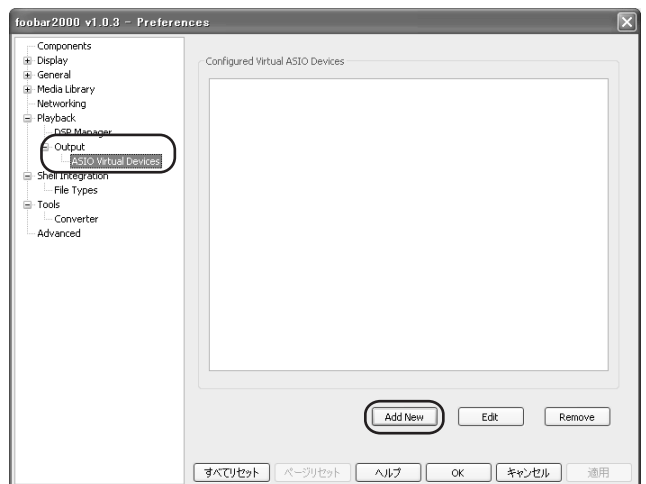 foobar2000 v1.0.3 - Preferences
Components
Display
General
Media Library
Networking
Playback
DSP Manager
Output
ASIO Virtual Devices
Shell Integration
File Types
Tools
Converter
Advanced
Configured Virtual ASIO Devices
Add New
Edit
Remove
すべてリセット
ページリセット
ヘルプ
OK
キャンセル
適用